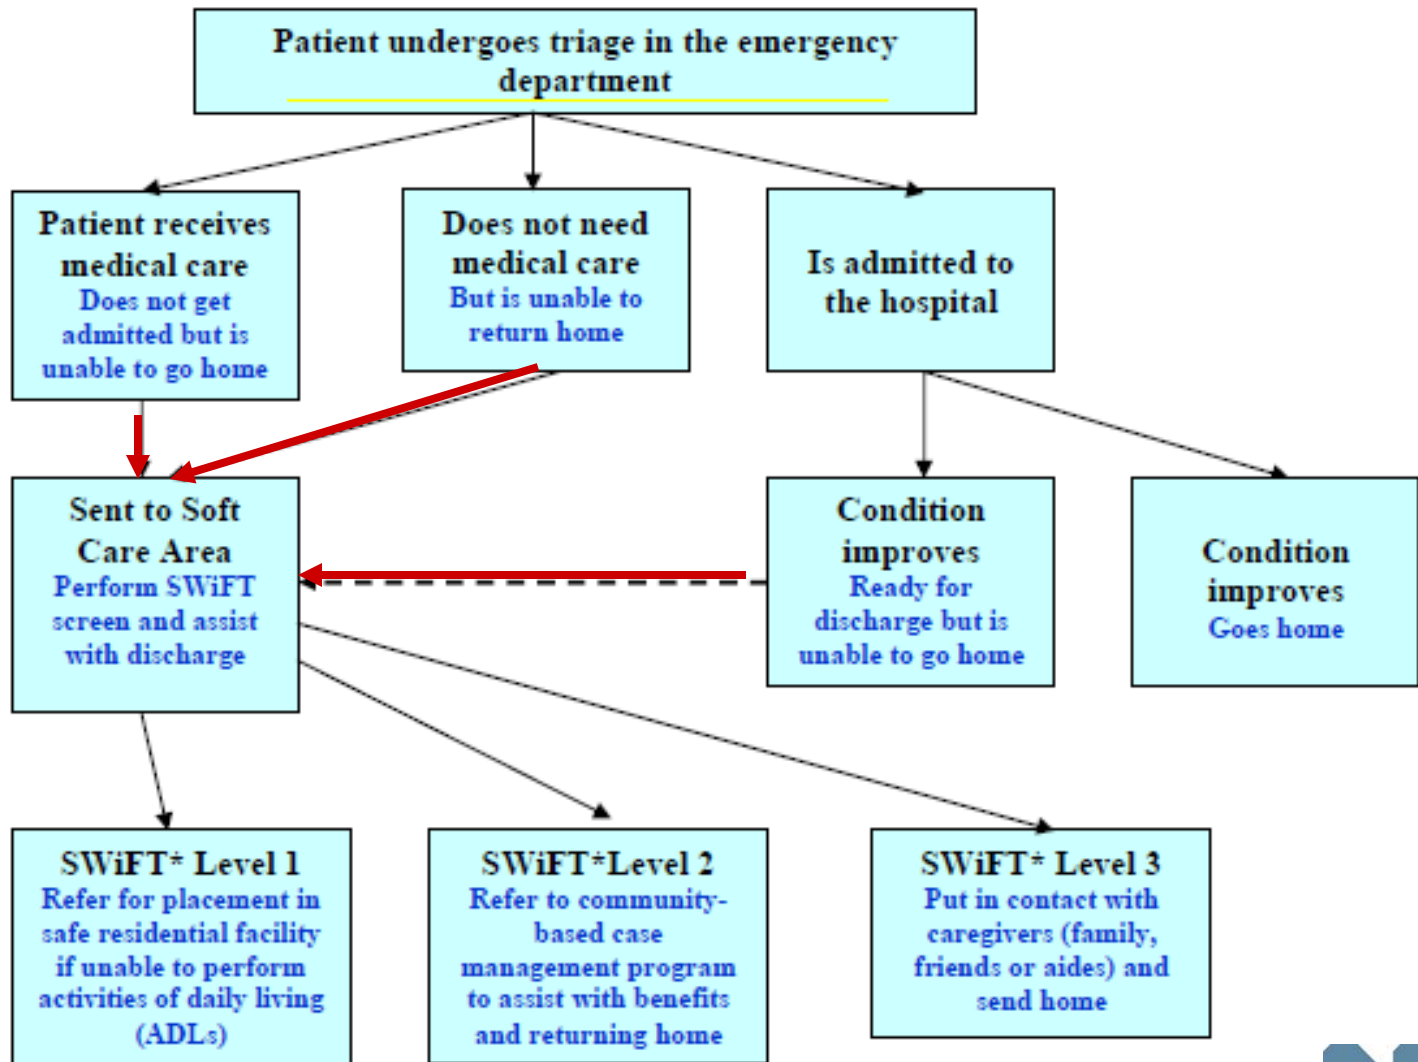 Patient undergoes triage in the emergency
department
Patient receives
medical care
Does not get
admitted but is
unable to go home
Does not need
medical care
But is unable to
return home
Is admitted to
the hospital
Sent to Soft
Care Area
Perform SWiFT
screen and assist
with discharge
Condition
improves
Ready for
discharge but is
unable to go home
Condition
improves
Goes home
SWiFT* Level 1
Refer for placement in
safe residential facility
if unable to perform
activities of daily living
(ADLs)
SWiFT*Level 2
Refer to community-
based case
management program
to assist with benefits
and returning home
SWiFT* Level 3
Put in contact with
caregivers (family,
friends or aides) and
send home